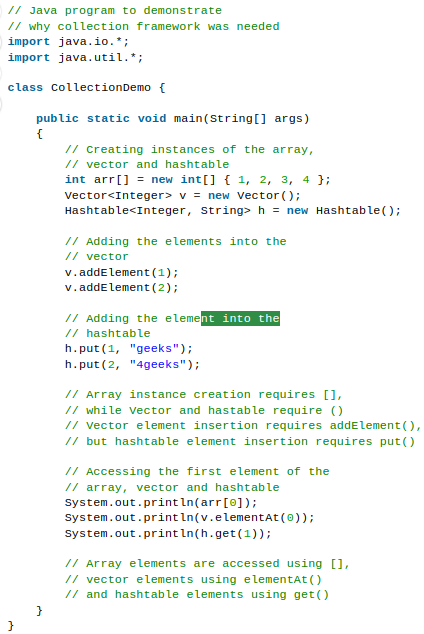 // Java program to demonstrate
// why collection framework was needed
import java.io.*;
import java.util.*;
class CollectionDemo {
public static void main(String[] args)
{
// Creating instances of the array,
// vector and hashtable
int arr[] = new int[] { 1, 2, 3, 4 };
Vector<Integer> v = new Vector();
Hashtable<Integer, String> h = new Hashtable();
// Adding the elements into the
// vector
v.addElement(1);
v.addElement(2);
// Adding the element into the
// hashtable
h.put(1, "geeks");
h.put(2, "4geeks");
// Array instance creation requires [],
// while Vector and hastable require ()
// Vector element insertion requires addElement(),
// but hashtable element insertion requires put()
// Accessing the first element of the
// array, vector and hashtable
System.out.println(arr[0]);
System.out.println(v.elementAt(0));
System.out.println(h.get(1));
// Array elements are accessed using [],
// vector elements using elementAt()
// and hashtable elements using get()
}
}